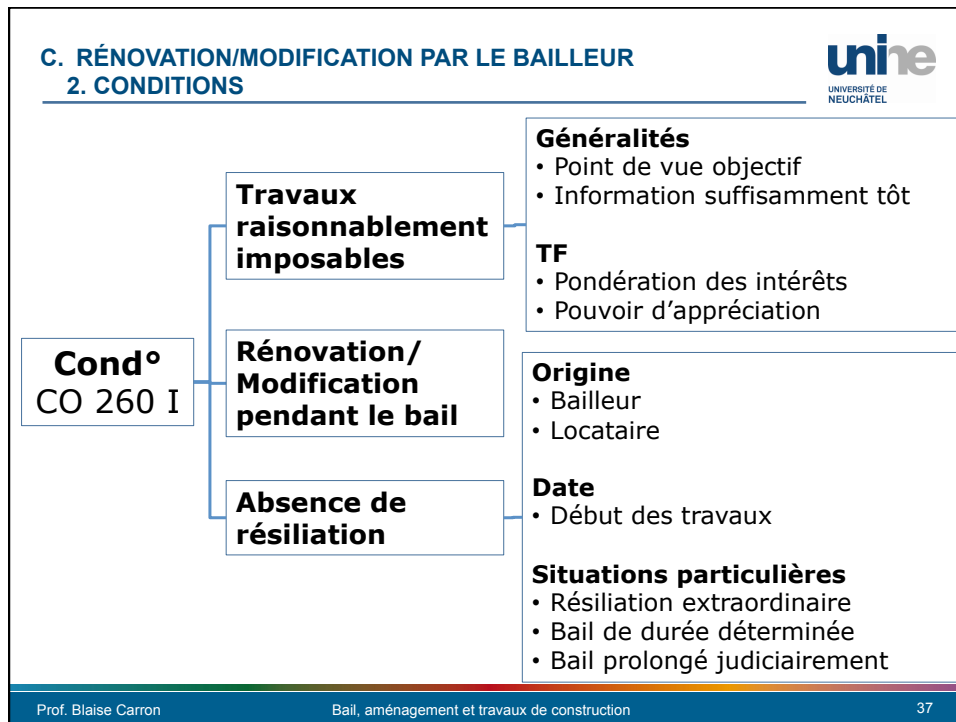 C. RÉNOVATION/MODIFICATION PAR LE BAILLEUR
2. CONDITIONS
unine
UNIVERSITÉ DE
NEUCHÂTEL
Cond°
CO 260 I
Travaux
raisonnablement
imposables
Généralités
• Point de vue objectif
• Information suffisamment tôt
TF
• Pondération des intérêts
• Pouvoir d’appréciation
Rénovation/
Modification
pendant le bail
Absence de
résiliation
Origine
• Bailleur
• Locataire
Date
• Début des travaux
Situations particulières
• Résiliation extraordinaire
• Bail de durée déterminée
• Bail prolongé judiciairement
Prof. Blaise Carron
Bail, aménagement et travaux de construction
37